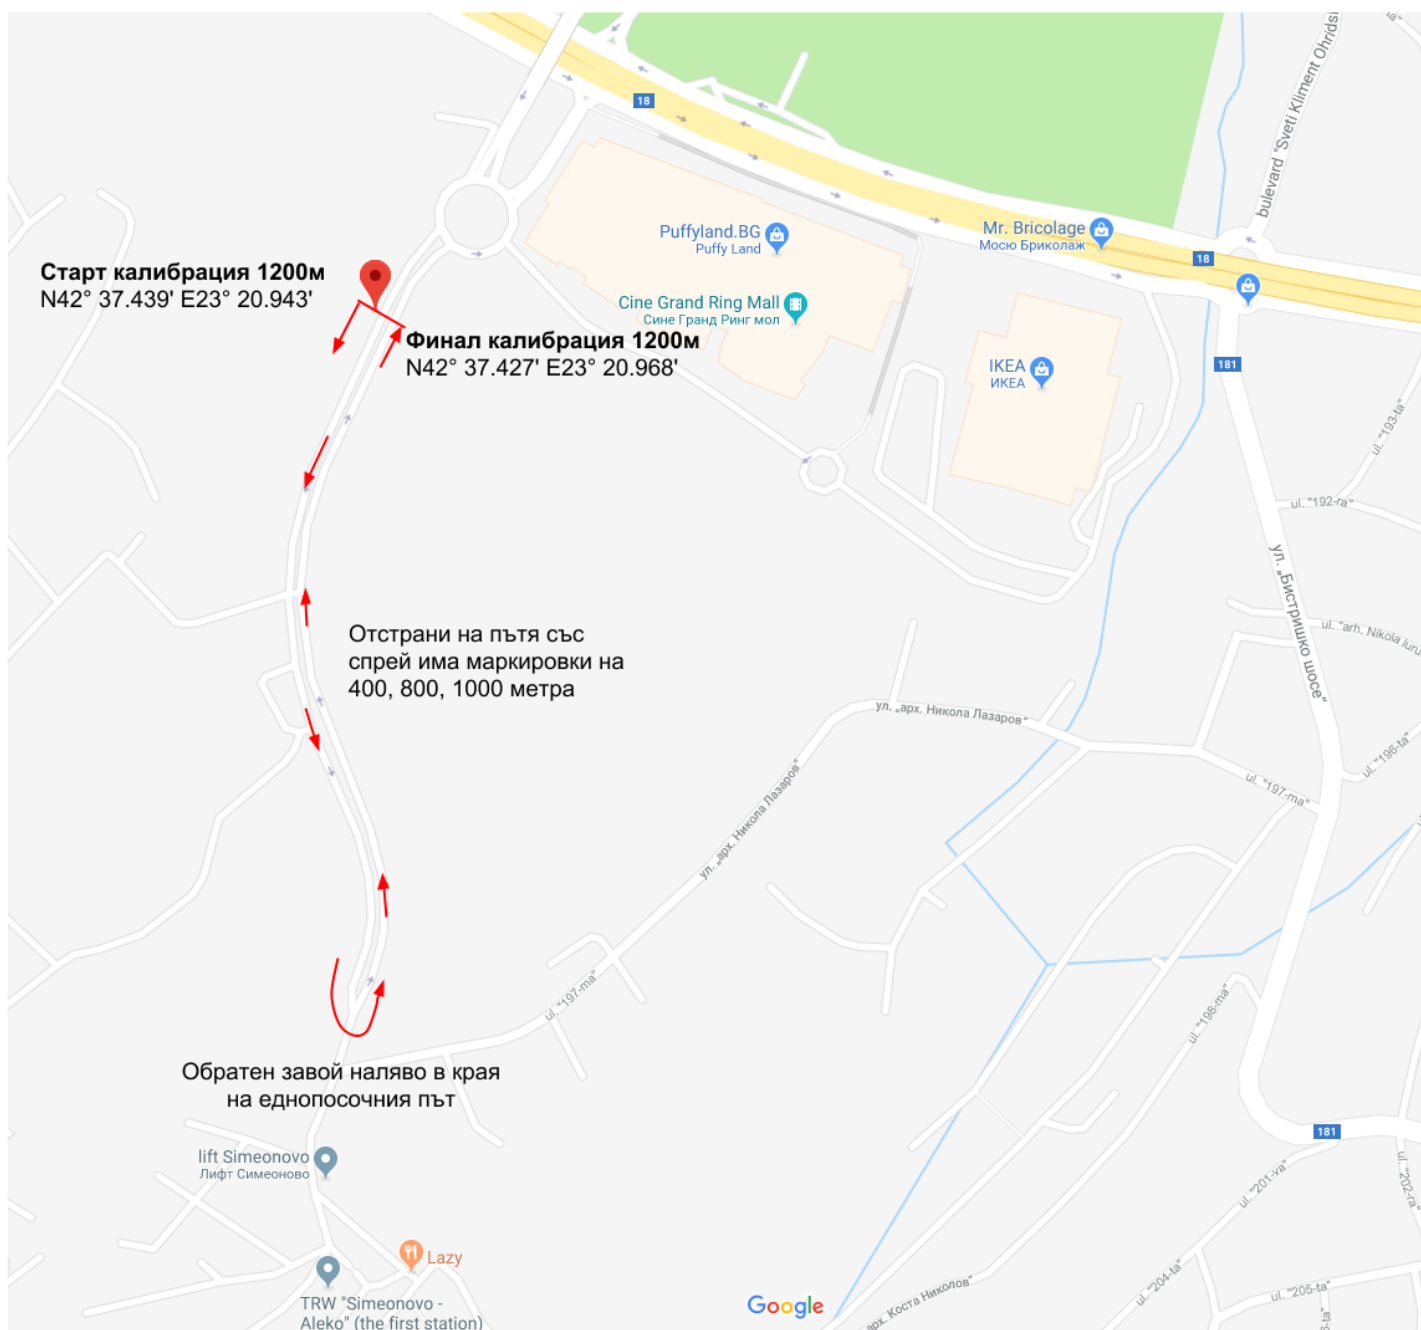 18
bulevard "Sveti Kliment Ohridsk
Puffyland.BG
Puffy Land
Mr. Bricolage
Мосю Бриколаж
18
Старт калибрация 1200м
N42° 37.439' E23° 20.943'
Cine Grand Ring Mall
Сине Гранд Ринг мол
Финал калибрация 1200м
N42° 37.427' E23° 20.968'
IKEA
ИКЕА
181
ul. "193-ta"
ul. "192-ra"
ул. „Бистришко шосе"
ul. "arh. Nikola Iuru
Отстрани на пътя със
спрей има маркировки на
400, 800, 1000 метра
ул. „арх. Никола Лазаров"
ul. "196-ta"
ul. "197-ma"
ул. „арх. Никола Лазаров"
ul. "197-ma"
ul. "198-ma"
Обратен завой наляво в края
на еднопосочния път
181
lift Simeonovo
Лифт Симеоново
ul. "201-va"
ul. "202-ra"
Lazy
ul. "204-ta"
ul. "205-ta"
TRW "Simeonovo -
Aleko" (the first station)
Google
арх. Коста Николов"